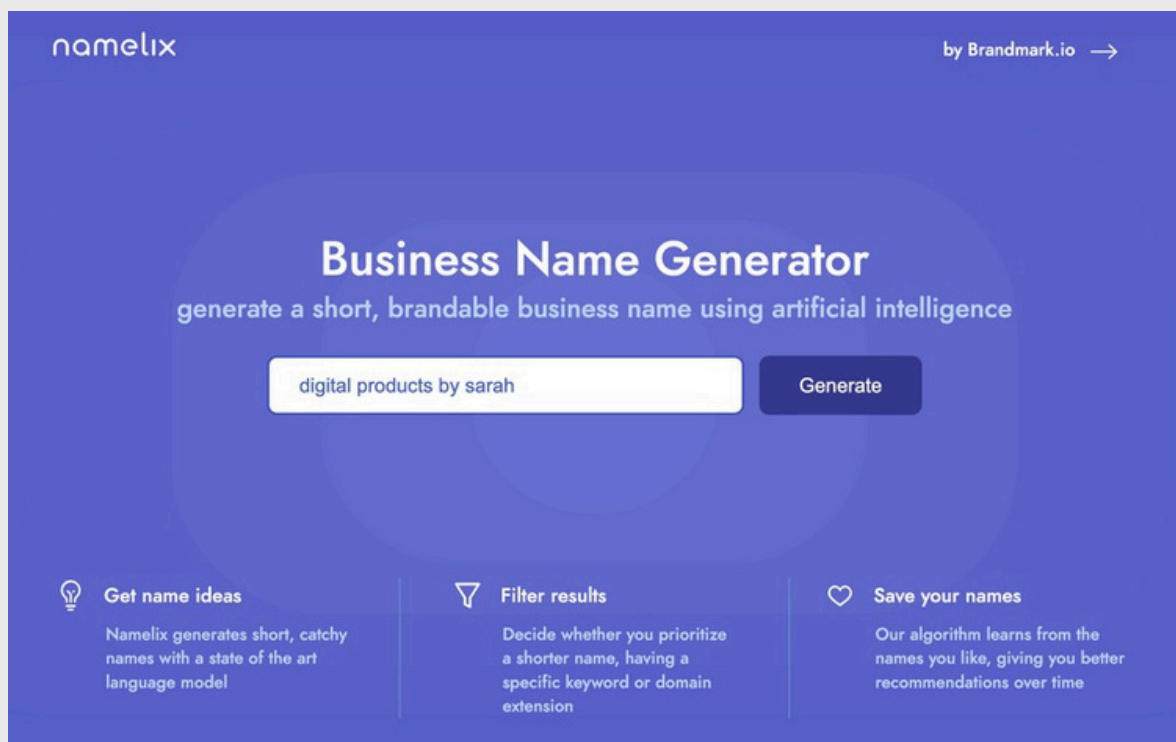 namelix
by Brandmark.io →
Business Name Generator
generate a short, brandable business name using artificial intelligence
digital products by sarah
Generate
Get name ideas
Namelix generates short, catchy
names with a state of the art
language model
Filter results
Decide whether you prioritize
a shorter name, having a
specific keyword or domain
extension
Save your names
Our algorithm learns from the
names you like, giving you better
recommendations over time